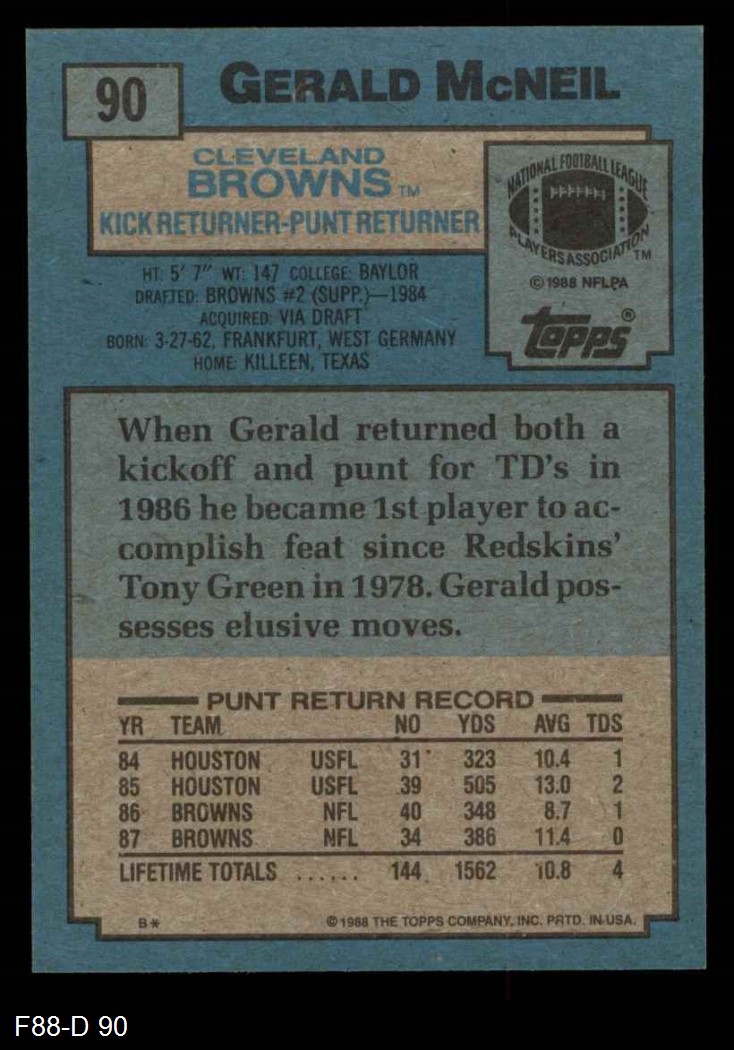 90
GERALD McNEIL
CLEVELAND
BROWNS TM
KICK RETURNER-PUNT RETURNER
NATIONAL FOOTBALL LEAGUE
PLAYERS ASSOCIATION TM
© 1988 NFLPA
topps®
HT: 5' 7" WT: 147 COLLEGE: BAYLOR
DRAFTED: BROWNS #2 (SUPP.)—1984
ACQUIRED: VIA DRAFT
BORN: 3-27-62, FRANKFURT, WEST GERMANY
HOME: KILLEEN, TEXAS
When Gerald returned both a
kickoff and punt for TD's in
1986 he became 1st player to ac-
complish feat since Redskins'
Tony Green in 1978. Gerald pos-
sesses elusive moves.
PUNT RETURN RECORD
YR TEAM NO YDS AVG TDS
84 HOUSTON USFL 31 323 10.4 1
85 HOUSTON USFL 39 505 13.0 2
86 BROWNS NFL 40 348 8.7 1
87 BROWNS NFL 34 386 11.4 0
LIFETIME TOTALS ...... 144 1562 10.8 4
B* © 1988 THE TOPPS COMPANY, INC. PRTD. IN U.S.A.
F88-D 90